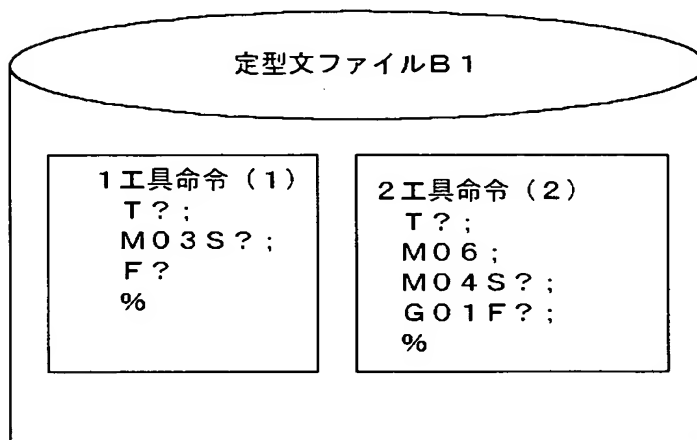 定型文ファイルB1
1工具命令(1)
T?;
M03S?;
F?
%
2工具命令(2)
T?;
M06;
M04S?;
G01F?;
%